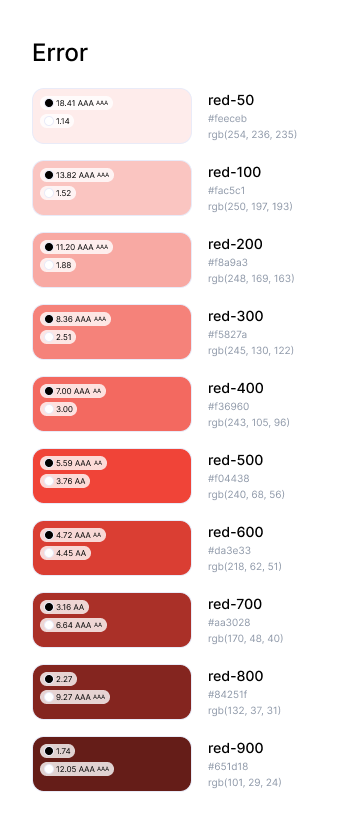 Error
18.41 AAA AAA
1.14
red-50
#feeceb
rgb(254, 236, 235)
13.82 AAA AAA
1.52
red-100
#fac5c1
rgb(250, 197, 193)
11.20 AAA AAA
1.88
red-200
#f8a9a3
rgb(248, 169, 163)
8.36 AAA AAA
2.51
red-300
#f5827a
rgb(245, 130, 122)
7.00 AAA AA
3.00
red-400
#f36960
rgb(243, 105, 96)
5.59 AAA AA
3.76 AA
red-500
#f04438
rgb(240, 68, 56)
4.72 AAA AA
4.45 AA
red-600
#da3e33
rgb(218, 62, 51)
3.16 AA
6.64 AAA AA
red-700
#aa3028
rgb(170, 48, 40)
2.27
9.27 AAA AAA
red-800
#84251f
rgb(132, 37, 31)
1.74
12.05 AAA AAA
red-900
#651d18
rgb(101, 29, 24)